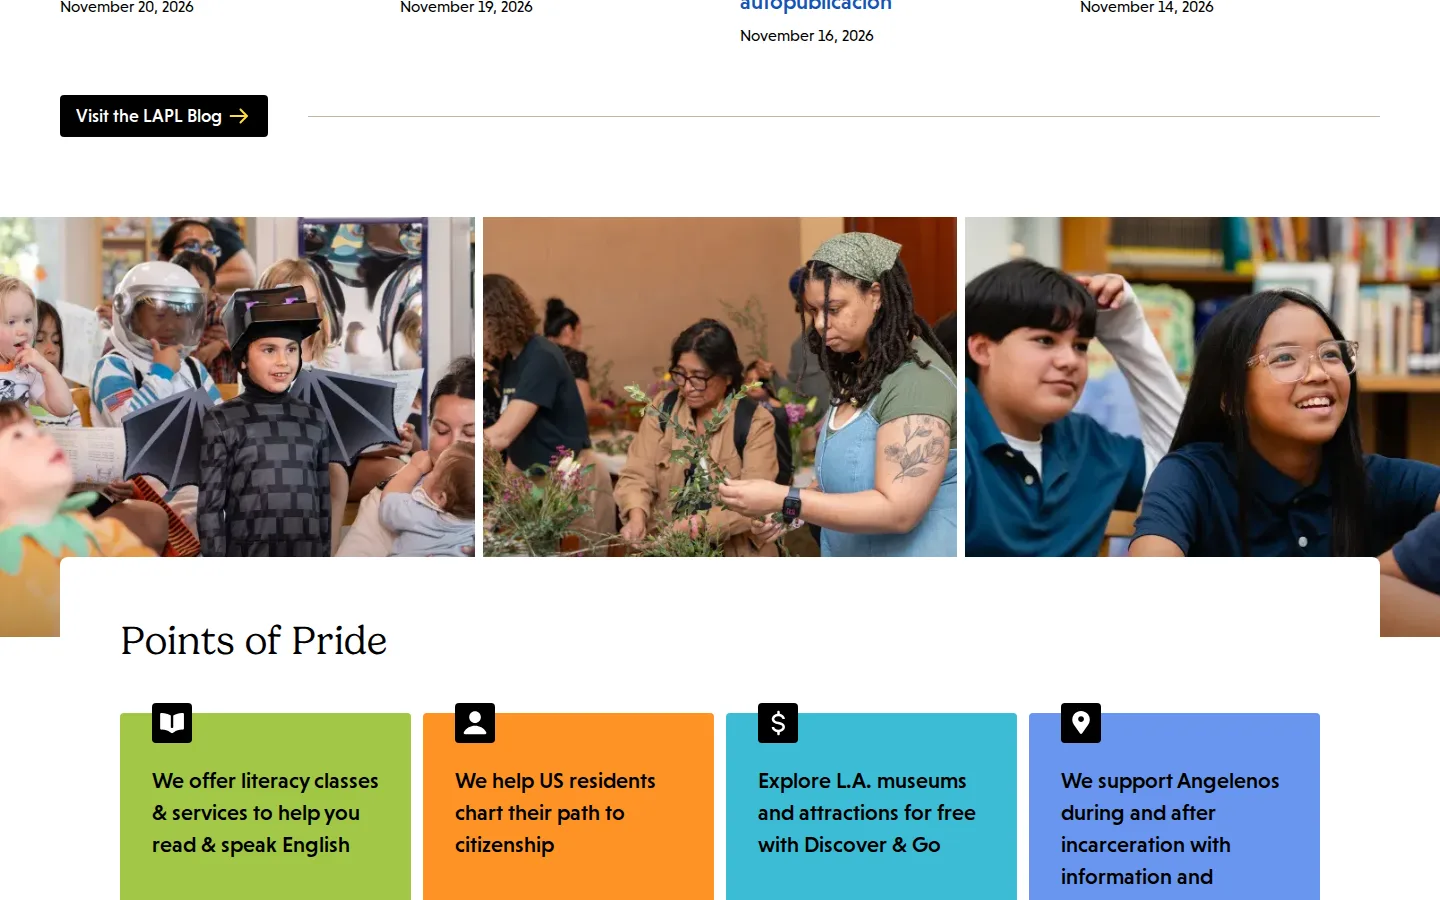 November 20, 2026
November 19, 2026
autopublicación
November 16, 2026
November 14, 2026
Visit the LAPL Blog
Points of Pride
We offer literacy classes
& services to help you
read & speak English
We help US residents
chart their path to
citizenship
Explore L.A. museums
and attractions for free
with Discover & Go
We support Angelenos
during and after
incarceration with
information and